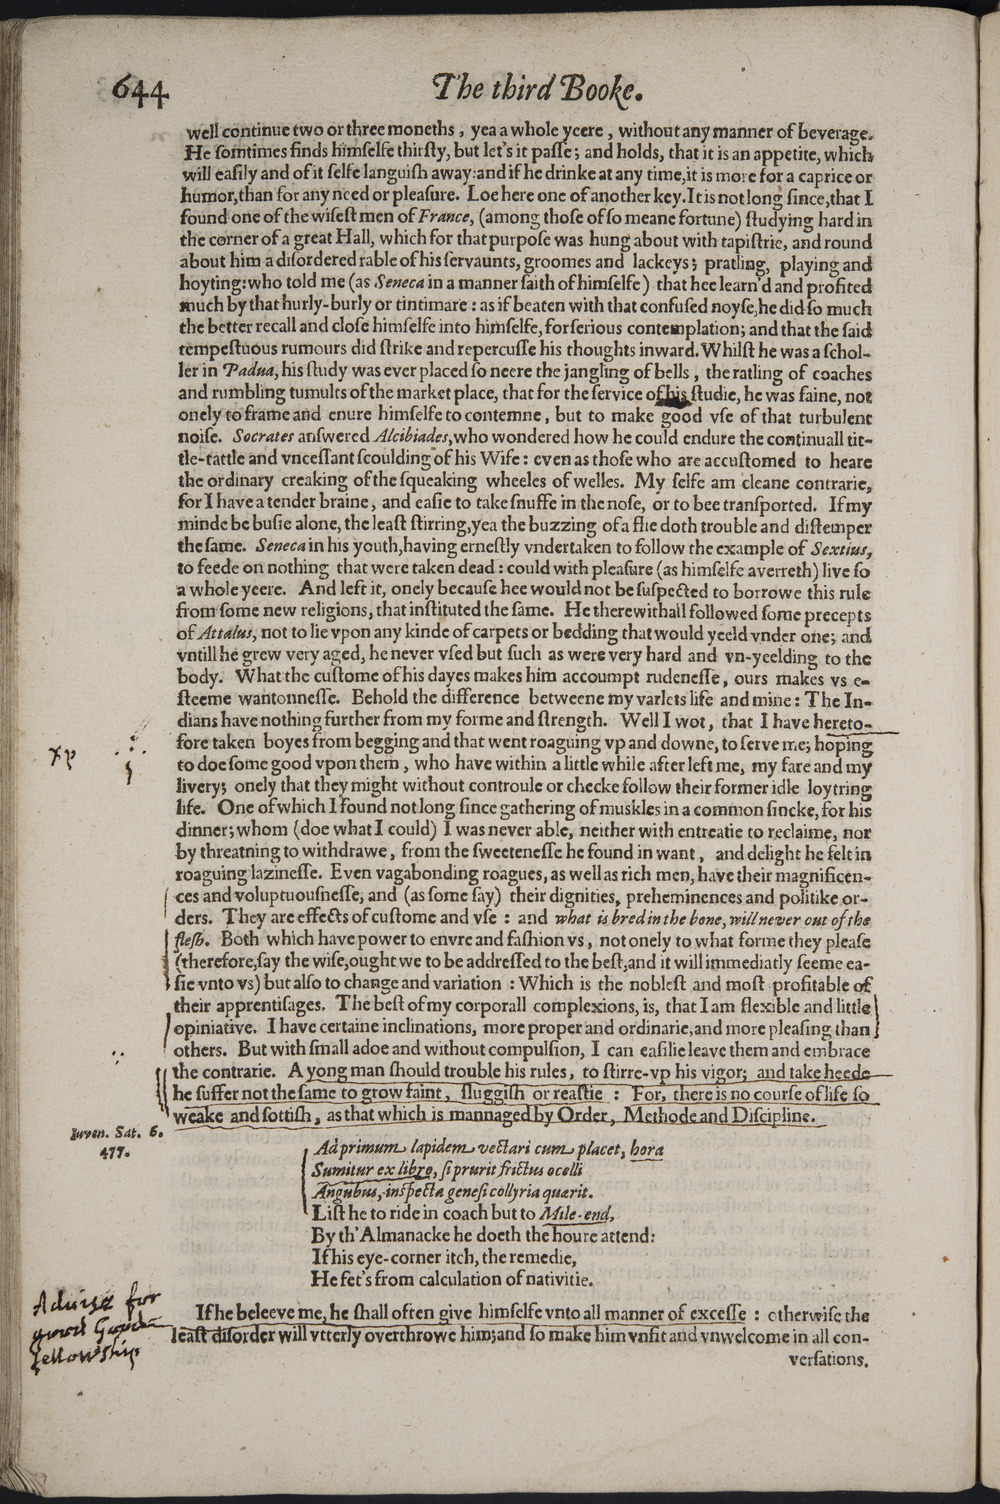 644
The third Booke.
well continue two or three moneths, yea a whole yeere, without any manner of beverage.
He somtimes finds himselfe thirsty, but let's it passe; and holds, that it is an appetite, which
will easily and of it selfe languish away: and if he drinke at any time, it is more for a caprice or
humor, than for any need or pleasure. Loe here one of another key. It is not long since, that I
found one of the wisest men of France, (among those of so meane fortune) studying hard in
the corner of a great Hall, which for that purpose was hung about with tapistrie, and round
about him a disordered rable of his servaunts, groomes and lackeys; pratling, playing and
hoyting: who told me (as Seneca in a manner saith of himselfe) that hee learn'd and profited
much by that hurly-burly or tintimare: as if beaten with that confused noyse, he did so much
the better recall and close himselfe into himselfe, for serious contemplation; and that the said
tempestuous rumours did strike and repercusse his thoughts inward. Whilst he was a schol-
ler in Padua, his study was ever placed so neere the jangling of bells, the ratling of coaches
and rumbling tumults of the market place, that for the service of his studie, he was faine, not
onely to frame and enure himselfe to contemne, but to make good vse of that turbulent
noise. Socrates answered Alcibiades, who wondered how he could endure the continuall tit-
tle-tattle and vncessant scoulding of his Wife: even as those who are accustomed to heare
the ordinary creaking of the squeaking wheeles of welles. My selfe am cleane contrarie,
for I have a tender braine, and easie to take snuffe in the nose, or to bee transported. If my
minde be busie alone, the least stirring, yea the buzzing of a flie doth trouble and distemper
the same. Seneca in his youth, having ernestly vndertaken to follow the example of Sextius,
to feede on nothing that were taken dead: could with pleasure (as himselfe averreth) live so
a whole yeere. And left it, onely because hee would not be suspected to borrowe this rule
from some new religions, that instituted the same. He therewithall followed some precepts
of Attalus, not to lie vpon any kinde of carpets or bedding that would yeeld vnder one; and
vntill he grew very aged, he never vsed but such as were very hard and vn-yeelding to the
body. What the custome of his dayes makes him accoumpt rudenesse, ours makes vs e-
steeme wantonnesse. Behold the difference betweene my varlets life and mine: The In-
dians have nothing further from my forme and strength. Well I wot, that I have hereto-
fore taken boyes from begging and that went roaguing vp and downe, to serve me; hoping
to doe some good vpon them, who have within a little while after left me, my fare and my
livery; onely that they might without controule or checke follow their former idle loytring
life. One of which I found not long since gathering of muskles in a common sincke, for his
dinner; whom (doe what I could) I was never able, neither with entreatie to reclaime, nor
by threatning to withdrawe, from the sweetenesse he found in want, and delight he felt in
roaguing lazinesse. Even vagabonding roagues, as well as rich men, have their magnificen-
ces and voluptuousnesse, and (as some say) their dignities, preheminences and politike or-
ders. They are effects of custome and vse: and what is bred in the bone, will never out of the
flesh. Both which have power to envre and fashion vs, not onely to what forme they please
(therefore, say the wise, ought we to be addressed to the best, and it will immediatly seeme ea-
sie vnto vs) but also to change and variation: Which is the noblest and most profitable of
their apprentisages. The best of my corporall complexions, is, that I am flexible and little
opiniative. I have certaine inclinations, more proper and ordinarie, and more pleasing than
others. But with small adoe and without compulsion, I can easilie leave them and embrace
the contrarie. A yong man should trouble his rules, to stirre-vp his vigor; and take heede
he suffer not the same to grow faint, sluggish or reastie: For, there is no course of life so
weake and sottish, as that which is mannaged by Order, Methode and Discipline.
Iuven. Sat. 6.
477.
Ad primum lapidem vectari cum placet, hora
Sumitur ex libro, si prurit frictus ocelli
Angubus, inspecta genesi collyria quærit.
List he to ride in coach but to Mile-end,
By th' Almanacke he doeth the houre attend:
If his eye-corner itch, the remedie,
He fet's from calculation of nativitie.
Aduise for
good
fellowship
If he beleeve me, he shall often give himselfe vnto all manner of excesse: otherwise the
least disorder will vtterly overthrowe him; and so make him vnfit and vnwelcome in all con-
versations.